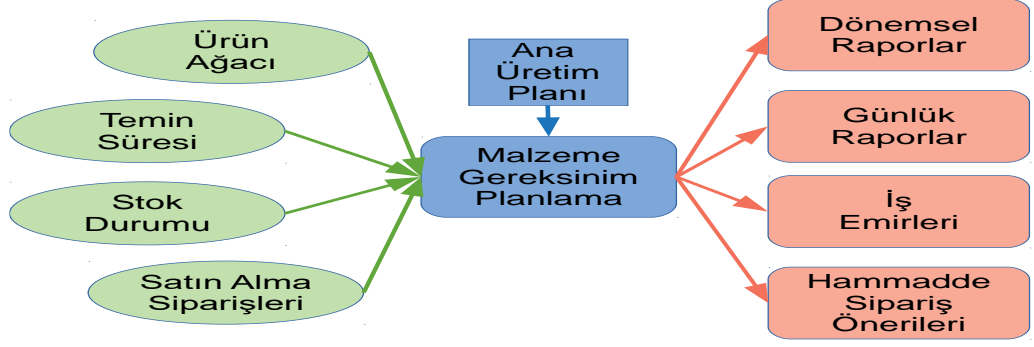 Ürün
Ağacı
Temin
Süresi
Stok
Durumu
Satın Alma
Siparişleri
Ana
Üretim
Planı
Malzeme
Gereksinim
Planlama
Dönemsel
Raporlar
Günlük
Raporlar
İş
Emirleri
Hammadde
Sipariş
Önerileri